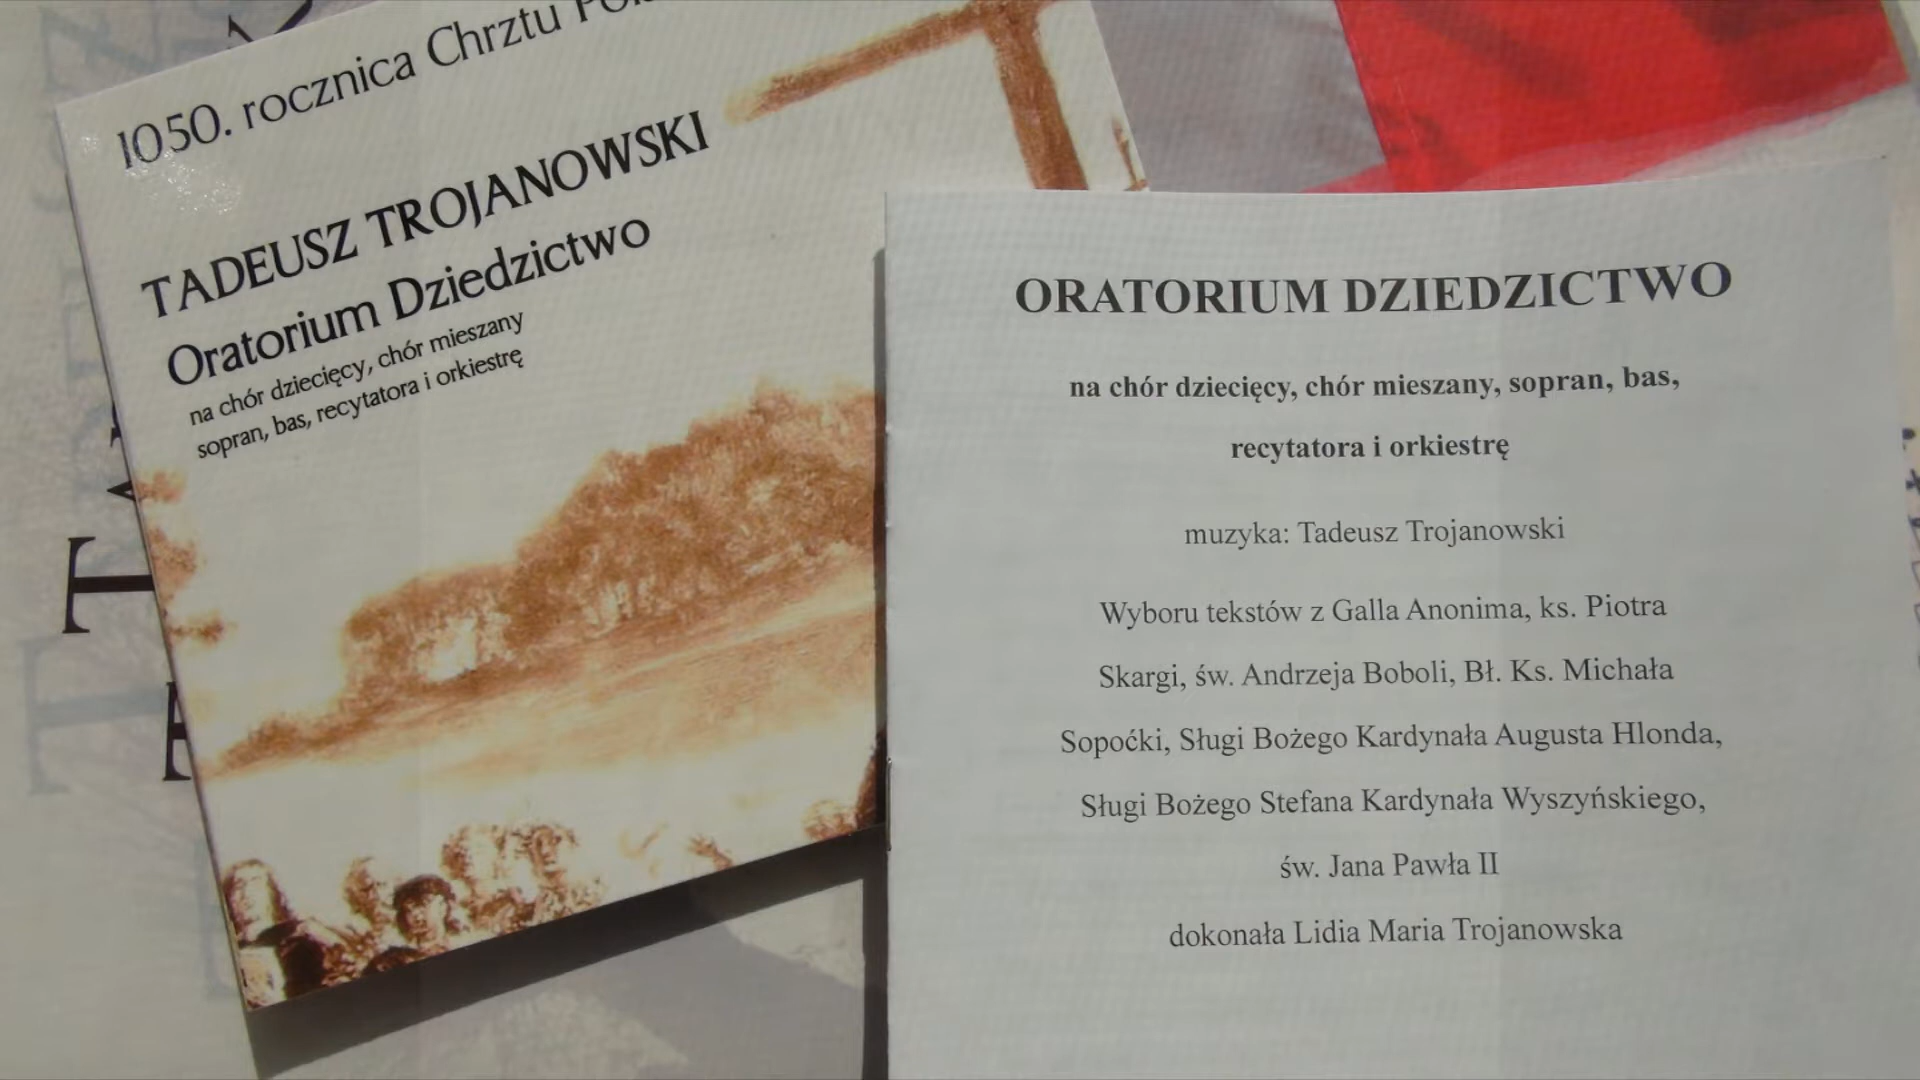 1050. rocznica Chrztu
TADEUSZ TROJANOWSKI
Oratorium Dziedzictwo
na chór dziecięcy, chór mieszany
sopran, bas, recytatora i orkiestrę
ORATORIUM DZIEDZICTWO
na chór dziecięcy, chór mieszany, sopran, bas,
recytatora i orkiestrę
muzyka: Tadeusz Trojanowski
Wyboru tekstów z Galla Anonima, ks. Piotra
Skargi, św. Andrzeja Boboli, Bł. Ks. Michała
Sopoćki, Sługi Bożego Kardynała Augusta Hlonda,
Sługi Bożego Stefana Kardynała Wyszyńskiego,
św. Jana Pawła II
dokonała Lidia Maria Trojanowska